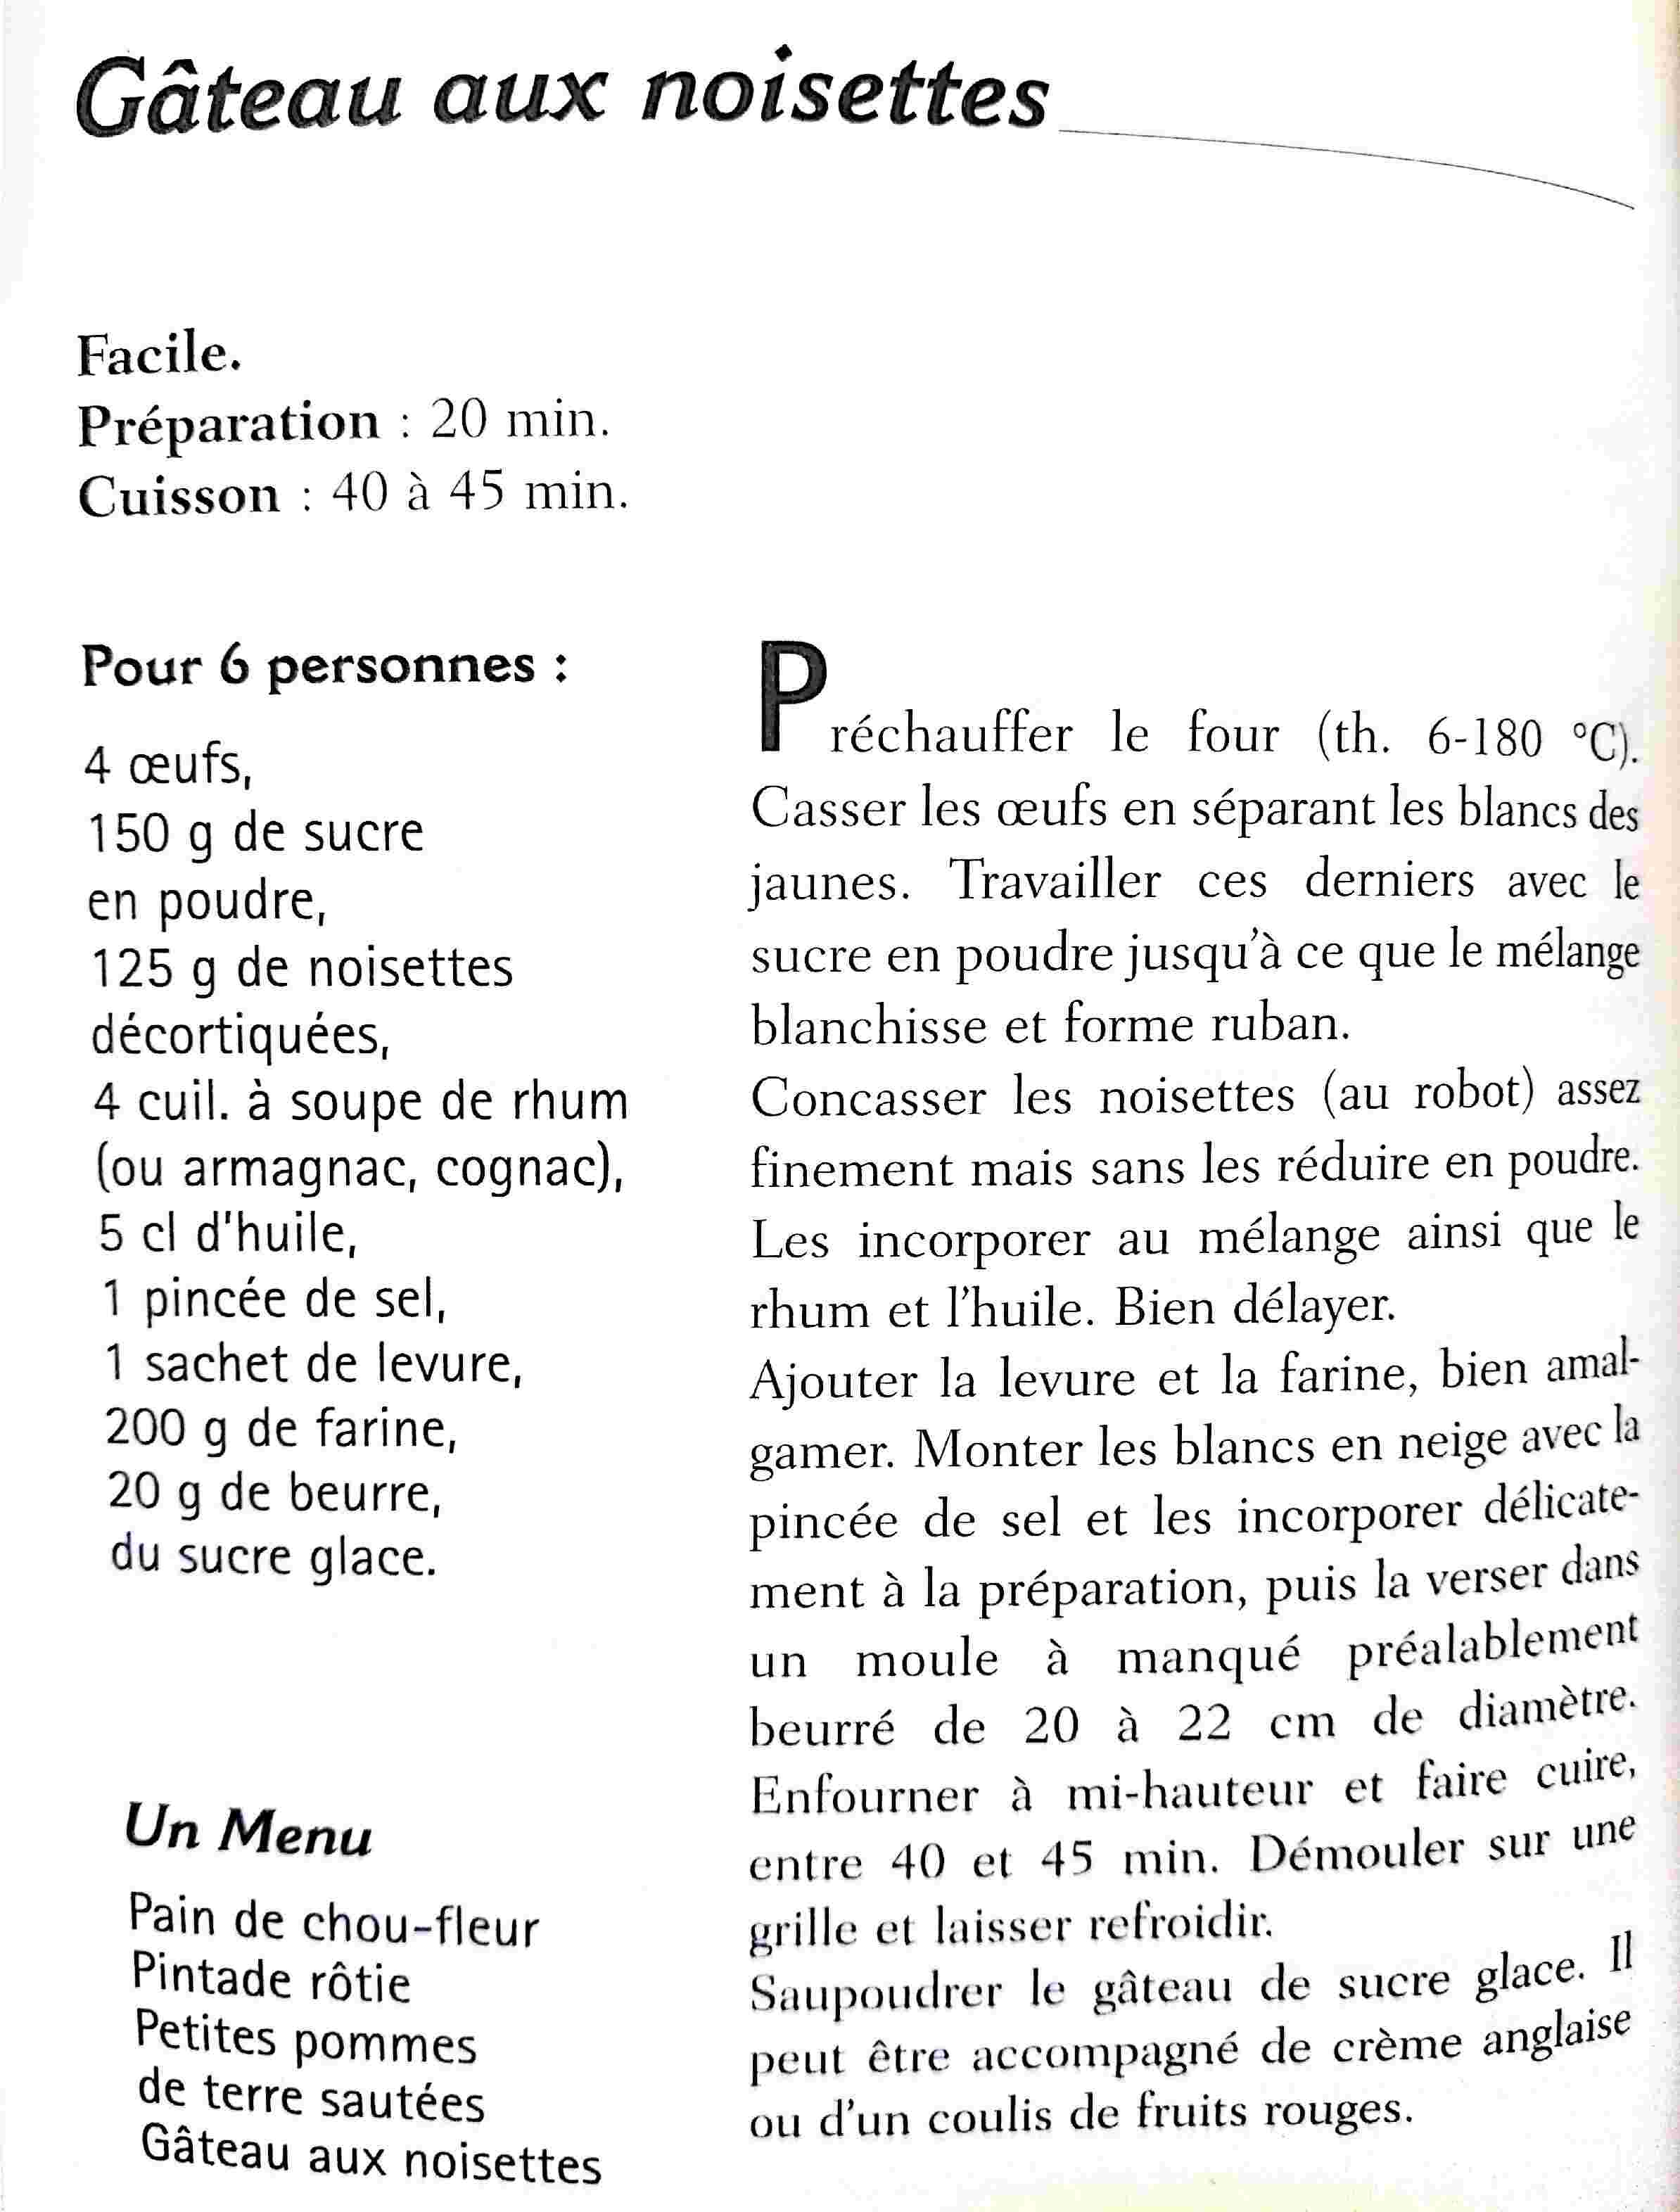 Gâteau aux noisettes
Facile.
Préparation : 20 min.
Cuisson : 40 à 45 min.
Pour 6 personnes :
4 œufs,
150 g de sucre
en poudre,
125 g de noisettes
décortiquées,
4 cuil. à soupe de rhum
(ou armagnac, cognac),
5 cl d'huile,
1 pincée de sel,
1 sachet de levure,
200 g de farine,
20 g de beurre,
du sucre glace.
Un Menu
Pain de chou-fleur
Pintade rôtie
Petites pommes
de terre sautées
Gâteau aux noisettes
Préchauffer le four (th. 6-180 °C).
Casser les œufs en séparant les blancs des
jaunes. Travailler ces derniers avec le
sucre en poudre jusqu'à ce que le mélange
blanchisse et forme ruban.
Concasser les noisettes (au robot) assez
finement mais sans les réduire en poudre.
Les incorporer au mélange ainsi que le
rhum et l'huile. Bien délayer.
Ajouter la levure et la farine, bien amal-
gamer. Monter les blancs en neige avec la
pincée de sel et les incorporer délicate-
ment à la préparation, puis la verser dans
un moule à manqué préalablement
beurré de 20 à 22 cm de diamètre.
Enfourner à mi-hauteur et faire cuire,
entre 40 et 45 min. Démouler sur une
grille et laisser refroidir.
Saupoudrer le gâteau de sucre glace. Il
peut être accompagné de crème anglaise
ou d'un coulis de fruits rouges.